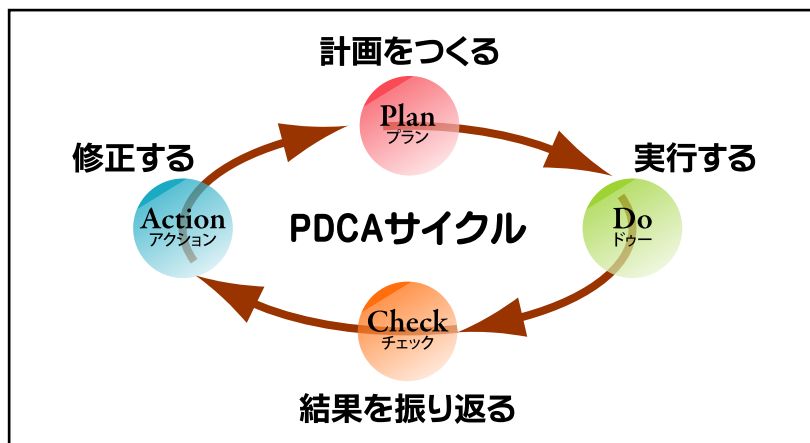 計画をつくる
Plan
プラン
修正する
実行する
Action
アクション
PDCAサイクル
Do
ドゥー
Check
チェック
結果を振り返る